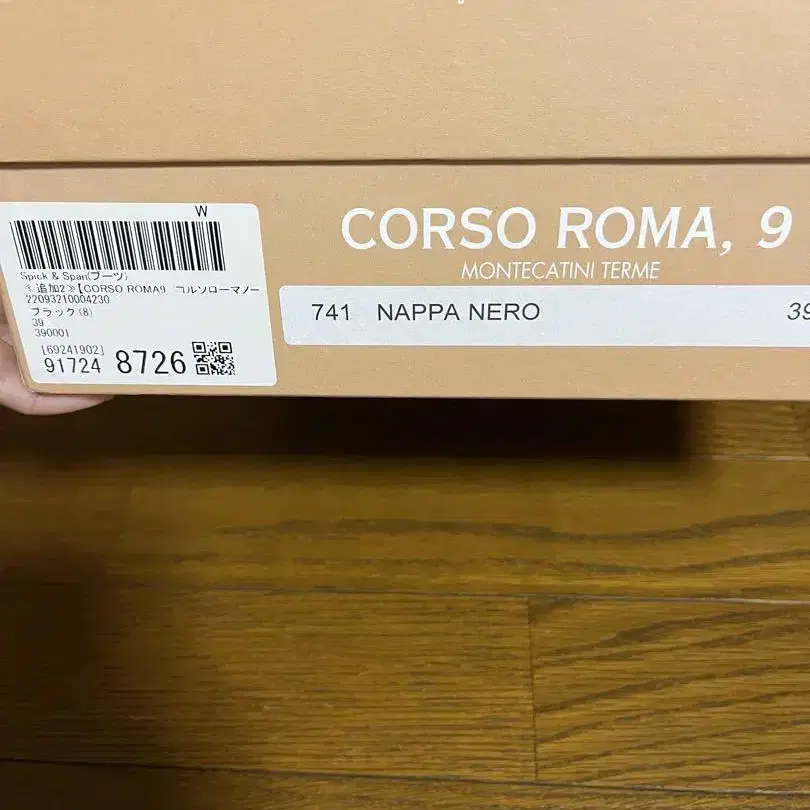 W
Spick & Span(ブーツ)
≪追加2≫【CORSO ROMA9 コルソローマノー
22093210004230
ブラック(8)
39
390001
[69241902]
91724 8726
CORSO ROMA, 9
MONTECATINI TERME
741 NAPPA NERO 39